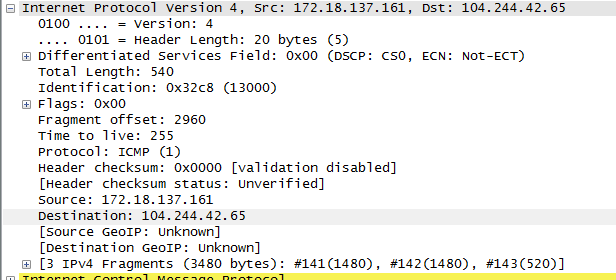 Internet Protocol Version 4, Src: 172.18.137.161, Dst: 104.244.42.65
0100 .... = Version: 4
.... 0101 = Header Length: 20 bytes (5)
Differentiated Services Field: 0x00 (DSCP: CS0, ECN: Not-ECT)
Total Length: 540
Identification: 0x32c8 (13000)
Flags: 0x00
Fragment offset: 2960
Time to live: 255
Protocol: ICMP (1)
Header checksum: 0x0000 [validation disabled]
[Header checksum status: Unverified]
Source: 172.18.137.161
Destination: 104.244.42.65
[Source GeoIP: Unknown]
[Destination GeoIP: Unknown]
[3 IPv4 Fragments (3480 bytes): #141(1480), #142(1480), #143(520)]
Internet Control Message Protocol